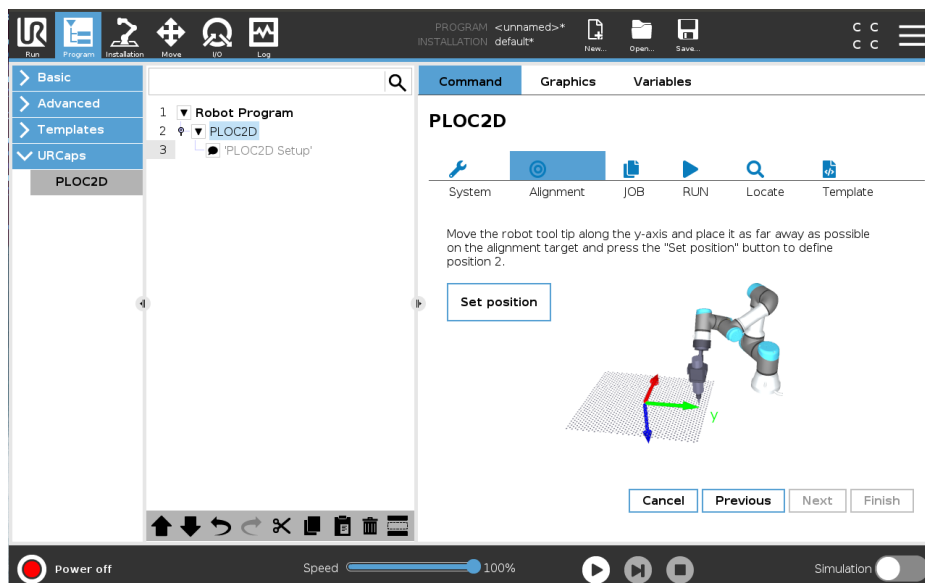 PROGRAM <unnamed>*
INSTALLATION default*
UR
Run Program Installation Move I/O Log
New... Open... Save...
C C
C C
Basic
Advanced
Templates
URCaps
PLOC2D
1 Robot Program
2 PLOC2D
3 'PLOC2D Setup'
Command Graphics Variables
PLOC2D
System Alignment JOB RUN Locate Template
Move the robot tool tip along the y-axis and place it as far away as possible
on the alignment target and press the "Set position" button to define
position 2.
Set position
y
Cancel Previous Next Finish
Power off
Speed 100%
Simulation